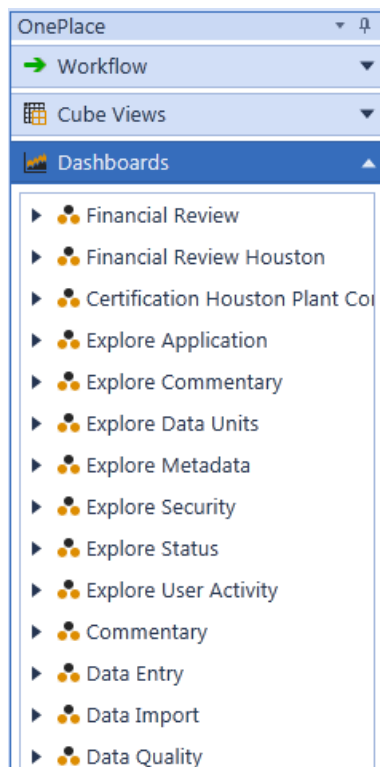 OnePlace
Workflow
Cube Views
Dashboards
Financial Review
Financial Review Houston
Certification Houston Plant
Explore Application
Explore Commentary
Explore Data Units
Explore Metadata
Explore Security
Explore Status
Explore User Activity
Commentary
Data Entry
Data Import
Data Quality